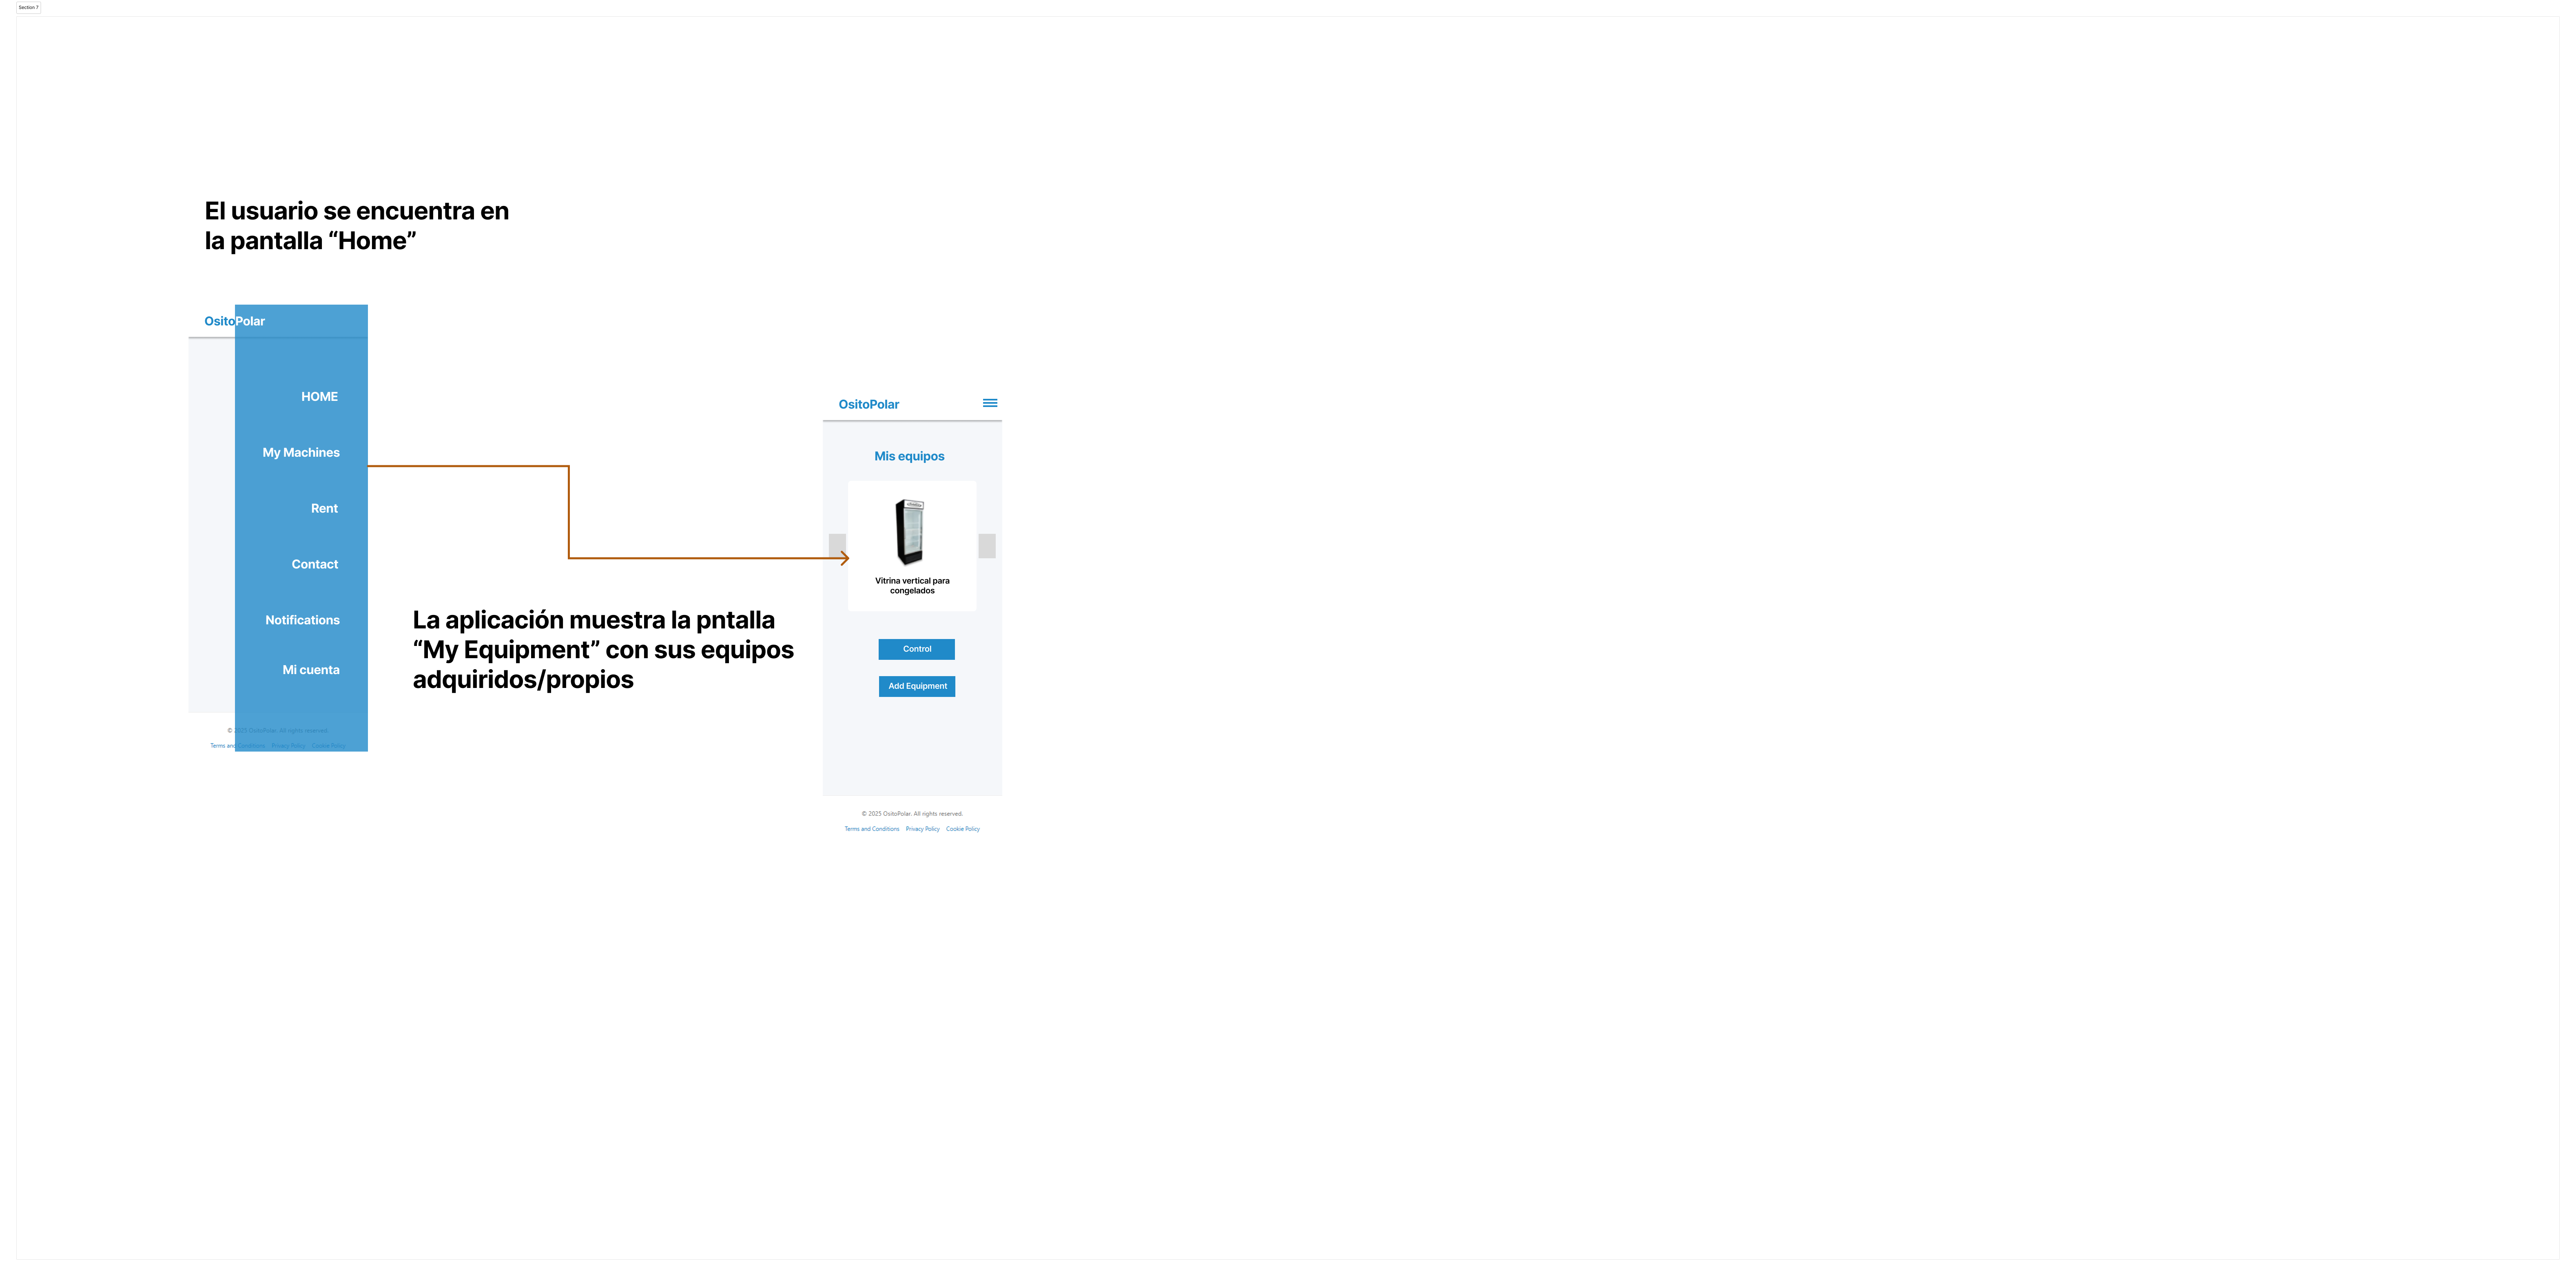 Section 7
El usuario se encuentra en
la pantalla “Home”
OsitoPolar
HOME
My Machines
Rent
Contact
Notifications
Mi cuenta
© 2025 OsitoPolar. All rights reserved.
Terms and Conditions Privacy Policy Cookie Policy
La aplicación muestra la pntalla
“My Equipment” con sus equipos
adquiridos/propios
OsitoPolar
Mis equipos
Vitrina vertical para
congelados
Control
Add Equipment
© 2025 OsitoPolar. All rights reserved.
Terms and Conditions Privacy Policy Cookie Policy